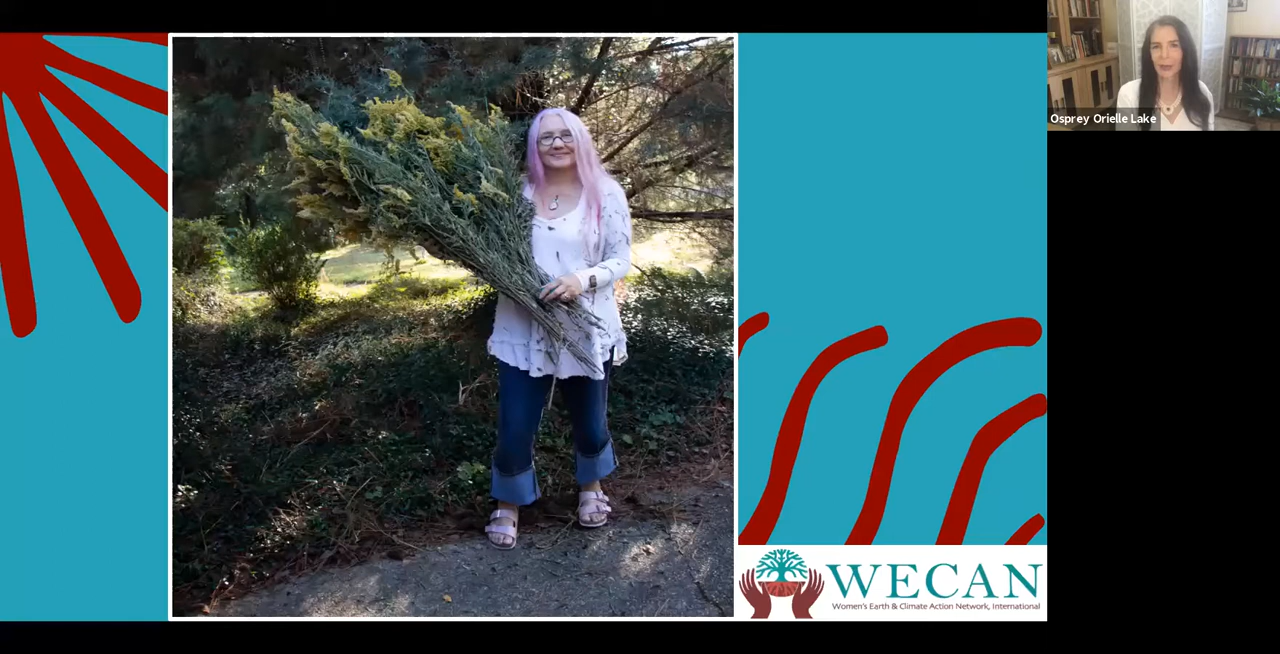 Osprey Orielle Lake
WECAN
Women's Earth & Climate Action Network, International